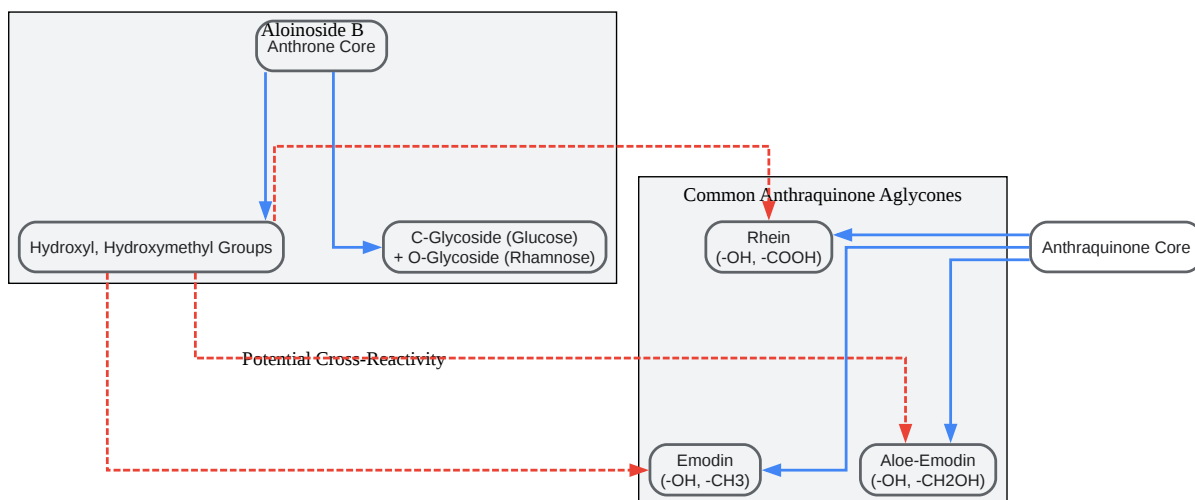 Aloinoside B
Anthrone Core
Common Anthraquinone Aglycones
Hydroxyl, Hydroxymethyl Groups
C-Glycoside (Glucose)
+ O-Glycoside (Rhamnose)
Rhein
(-OH, -COOH)
Anthraquinone Core
Potential Cross-Reactivity
Emodin
(-OH, -CH3)
Aloe-Emodin
(-OH, -CH2OH)